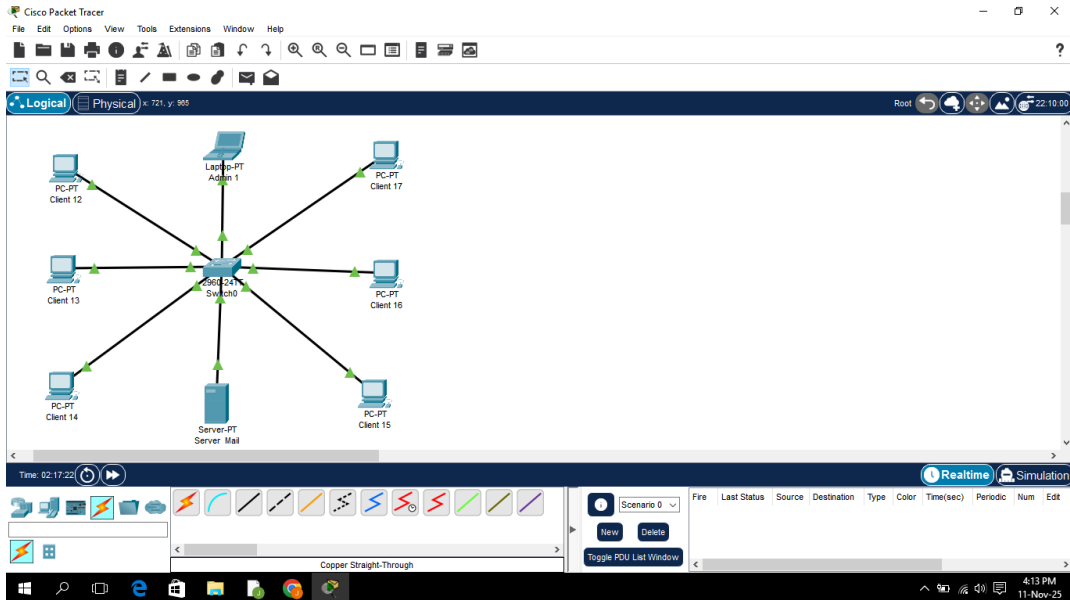 Cisco Packet Tracer
File Edit Options View Tools Extensions Window Help
?
Logical Physical x: 721, y: 965 Root 22:10:00
Laptop-PT
Admin 1
PC-PT
Client 12
PC-PT
Client 17
2960-24TT
Switch0
PC-PT
Client 13
PC-PT
Client 16
PC-PT
Client 14
PC-PT
Client 15
Server-PT
Server Mail
Time: 02:17:22 Realtime Simulation
Scenario 0
Fire Last Status Source Destination Type Color Time(sec) Periodic Num Edit
New Delete
Toggle PDU List Window
Copper Straight-Through
4:13 PM
11-Nov-25